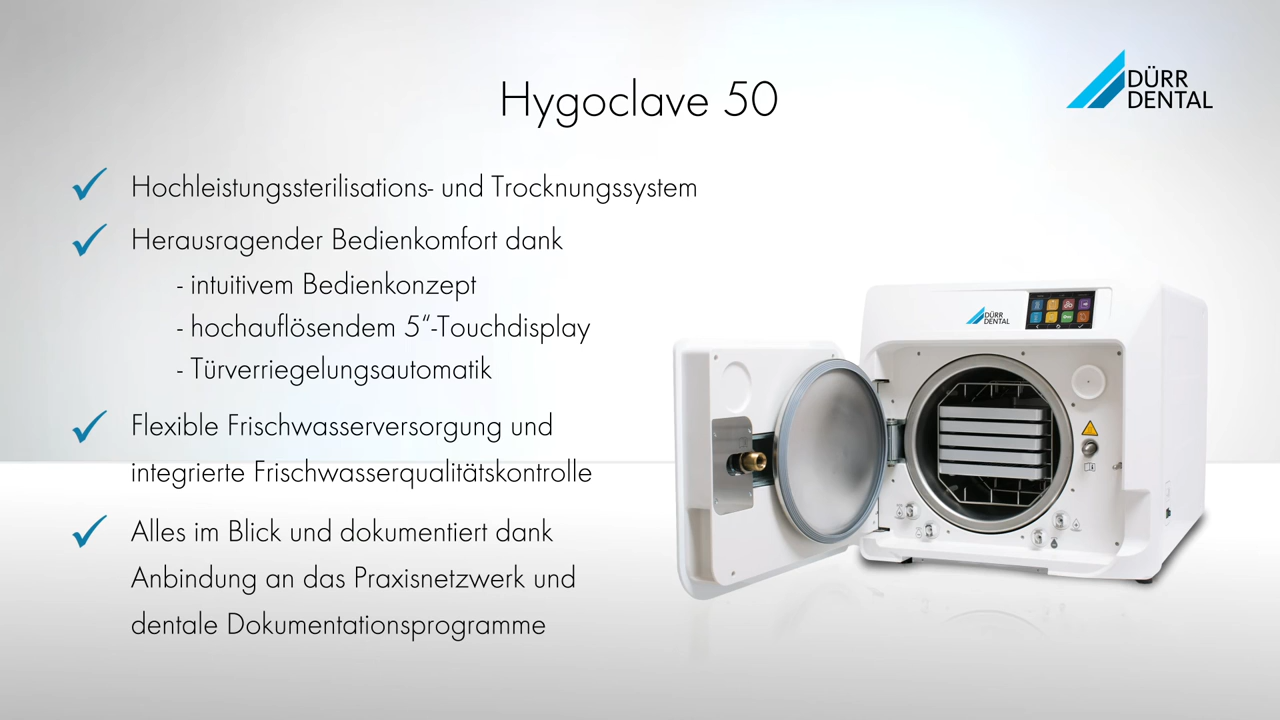 Hygoclave 50
DÜRR
DENTAL
Hochleistungssterilisations- und Trocknungssystem
Herausragender Bedienkomfort dank
- intuitivem Bedienkonzept
- hochauflösendem 5“-Touchdisplay
- Türverriegelungsautomatik
Flexible Frischwasserversorgung und
integrierte Frischwasserqualitätskontrolle
Alles im Blick und dokumentiert dank
Anbindung an das Praxisnetzwerk und
dentale Dokumentationsprogramme
DÜRR
DENTAL